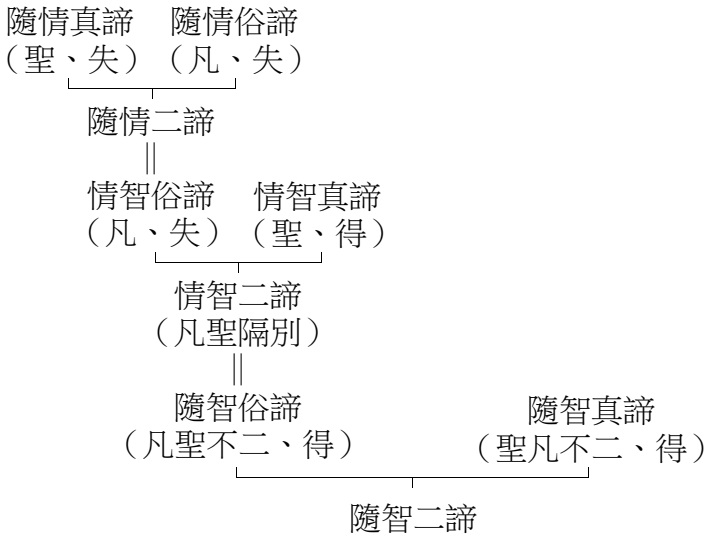 隨情真諦 隨情俗諦
（聖、失）（凡、失）
隨情二諦
||
情智俗諦 情智真諦
（凡、失）（聖、得）
情智二諦
（凡聖隔別）
||
隨智俗諦 隨智真諦
（凡聖不二、得） （聖凡不二、得）
隨智二諦